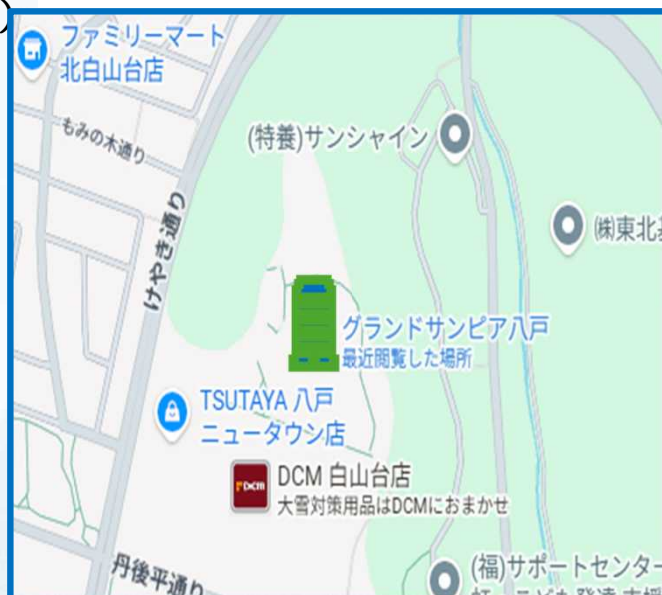 ファミリーマート
北白山台店
もみの木通り
(特養)サンシャイン
けやき通り
(株)東北
グランドサンピア八戸
最近閲覧した場所
TSUTAYA 八戸
ニュータウン店
DCM
DCM 白山台店
大雪対策用品はDCMにおまかせ
丹後平通り
(福)サポートセンター